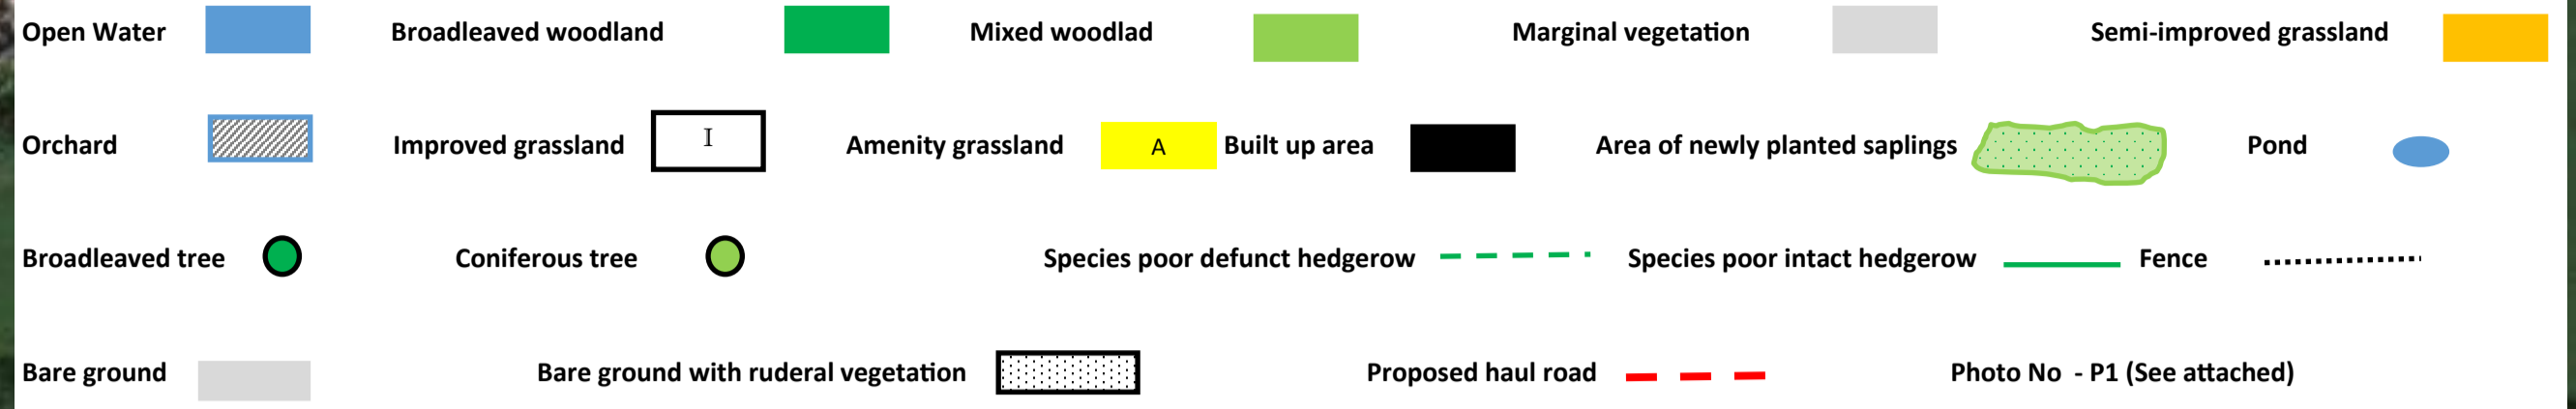 Open Water Broadleaved woodland Mixed woodlad Marginal vegetation Semi-improved grassland
Orchard Improved grassland I Amenity grassland A Built up area Area of newly planted saplings Pond
Broadleaved tree Coniferous tree Species poor defunct hedgerow Species poor intact hedgerow Fence
Bare ground Bare ground with ruderal vegetation Proposed haul road Photo No - P1 (See attached)